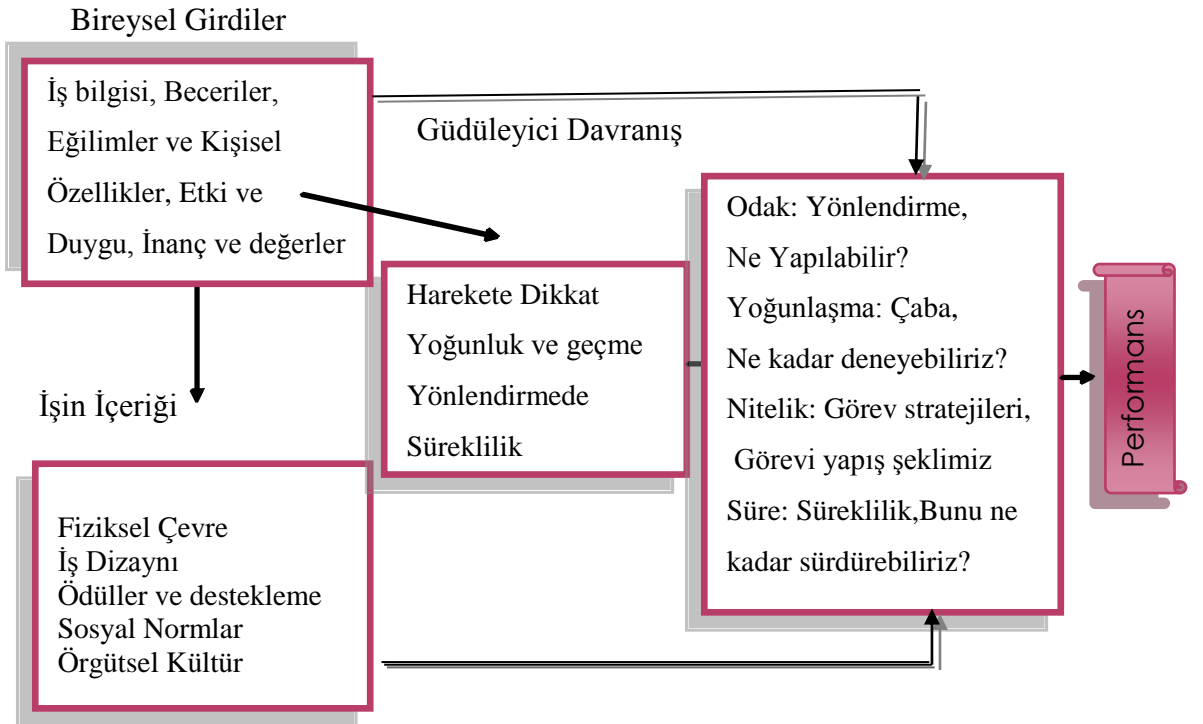 Bireysel Girdiler
İş bilgisi, Beceriler,
Eğilimler ve Kişisel
Özellikler, Etki ve
Duygu, İnanç ve değerler
Güdüleyici Davranış
Harekete Dikkat
Yoğunluk ve geçme
Yönlendirmede
Süreklilik
İşin İçeriği
Fiziksel Çevre
İş Dizaynı
Ödüller ve destekleme
Sosyal Normlar
Örgütsel Kültür
Odak: Yönlendirme,
Ne Yapılabilir?
Yoğunlaşma: Çaba,
Ne kadar deneyebiliriz?
Nitelik: Görev stratejileri,
Görevi yapış şeklimiz
Süre: Süreklilik,Bunu ne
kadar sürdürebiliriz?
Performans